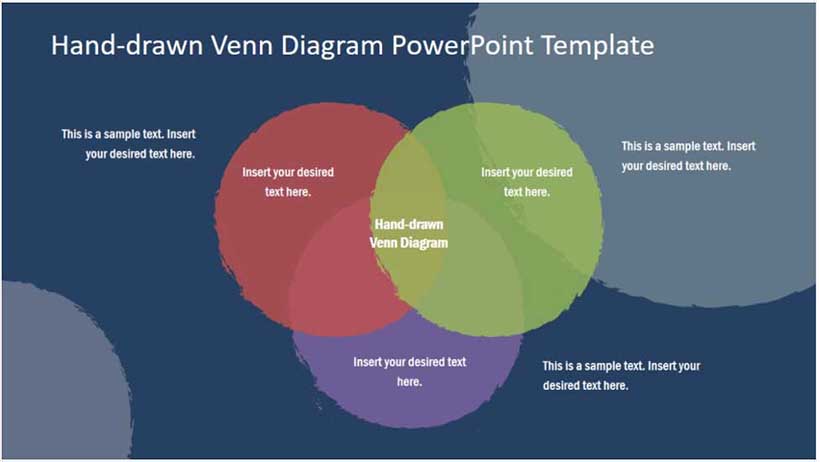 Hand-drawn Venn Diagram PowerPoint Template
This is a sample text. Insert
your desired text here.
Insert your desired
text here.
Insert your desired
text here.
This is a sample text. Insert
your desired text here.
Hand-drawn
Venn Diagram
Insert your desired text
here.
This is a sample text. Insert your
desired text here.